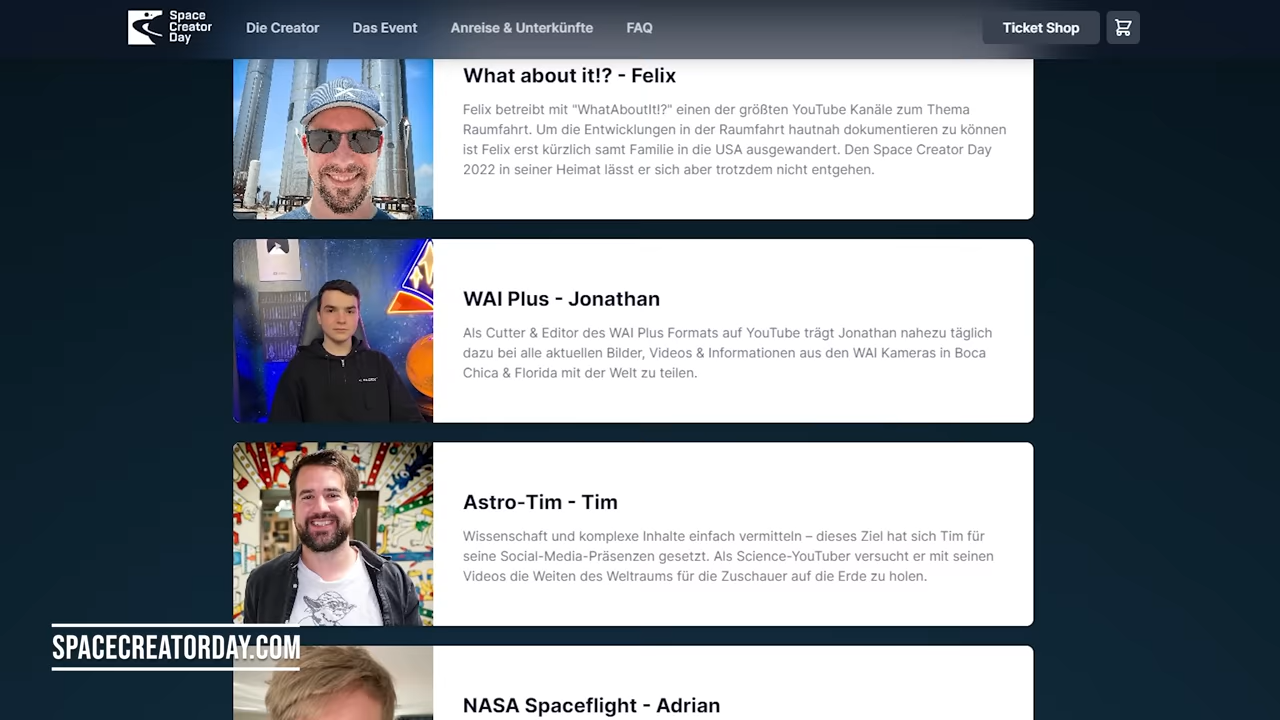 Space
Creator
Day
Die Creator
Das Event
Anreise & Unterkünfte
FAQ
Ticket Shop
What about it!? - Felix
Felix betreibt mit "WhatAboutIt!?" einen der größten YouTube Kanäle zum Thema
Raumfahrt. Um die Entwicklungen in der Raumfahrt hautnah dokumentieren zu können
ist Felix erst kürzlich samt Familie in die USA ausgewandert. Den Space Creator Day
2022 in seiner Heimat lässt er sich aber trotzdem nicht entgehen.
WAI Plus - Jonathan
Als Cutter & Editor des WAI Plus Formats auf YouTube trägt Jonathan nahezu täglich
dazu bei alle aktuellen Bilder, Videos & Informationen aus den WAI Kameras in Boca
Chica & Florida mit der Welt zu teilen.
Astro-Tim - Tim
Wissenschaft und komplexe Inhalte einfach vermitteln – dieses Ziel hat sich Tim für
seine Social-Media-Präsenzen gesetzt. Als Science-YouTuber versucht er mit seinen
Videos die Weiten des Weltraums für die Zuschauer auf die Erde zu holen.
SPACECREATORDAY.COM
NASA Spaceflight - Adrian